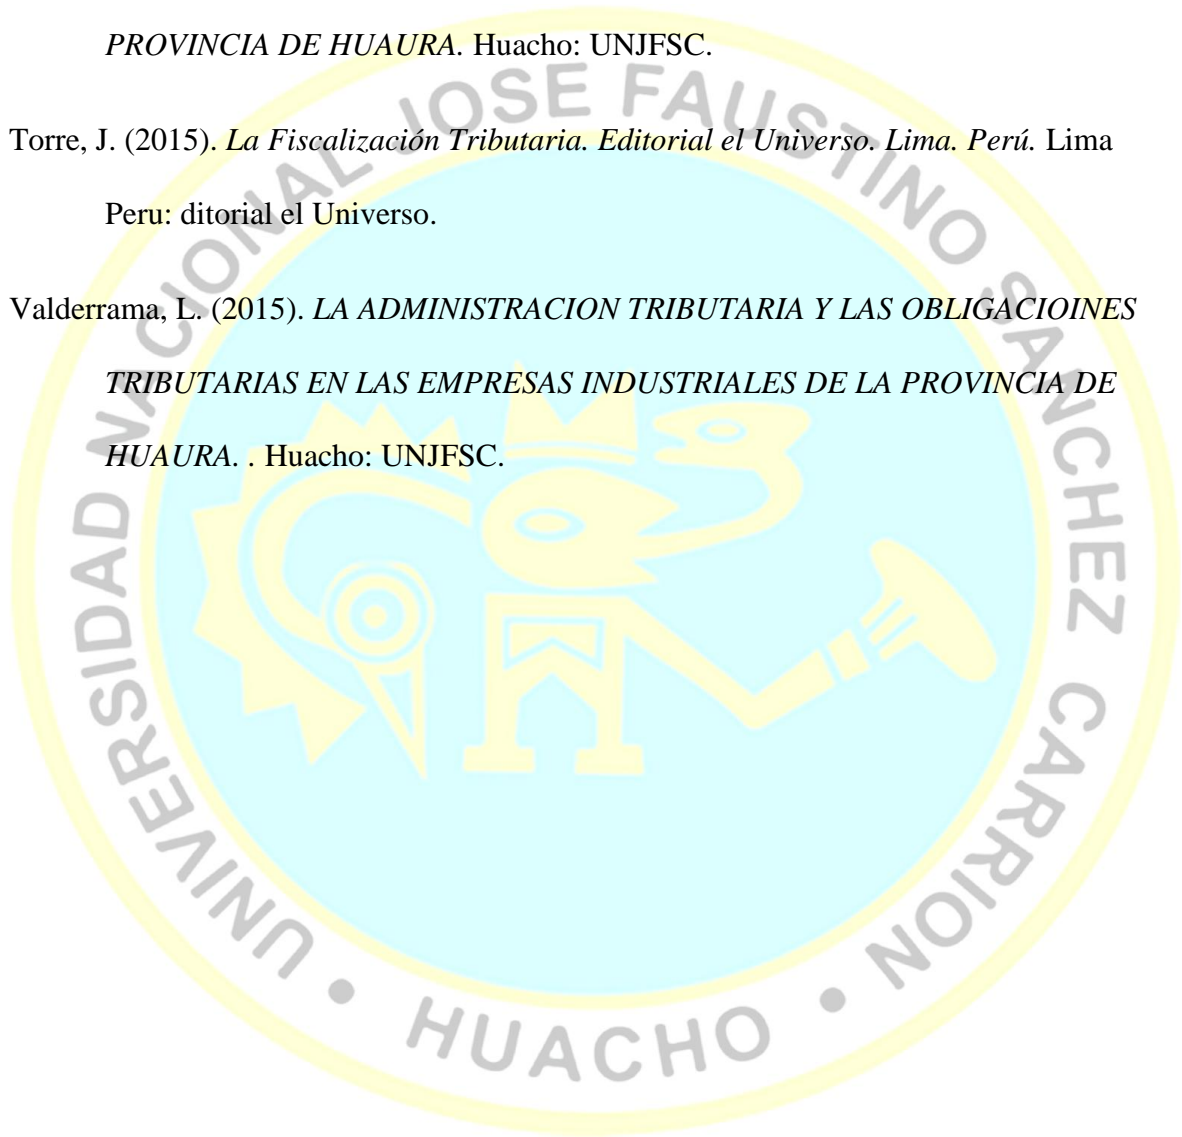 PROVINCIA DE HUAURA. Huacho: UNJFSC.
Torre, J. (2015). La Fiscalización Tributaria. Editorial el Universo. Lima. Perú. Lima
Peru: ditorial el Universo.
Valderrama, L. (2015). LA ADMINISTRACION TRIBUTARIA Y LAS OBLIGACIOINES
TRIBUTARIAS EN LAS EMPRESAS INDUSTRIALES DE LA PROVINCIA DE
HUAURA. . Huacho: UNJFSC.
UNIVERSIDAD NACIONAL JOSE FAUSTINO SANCHEZ CARRION • HUACHO •